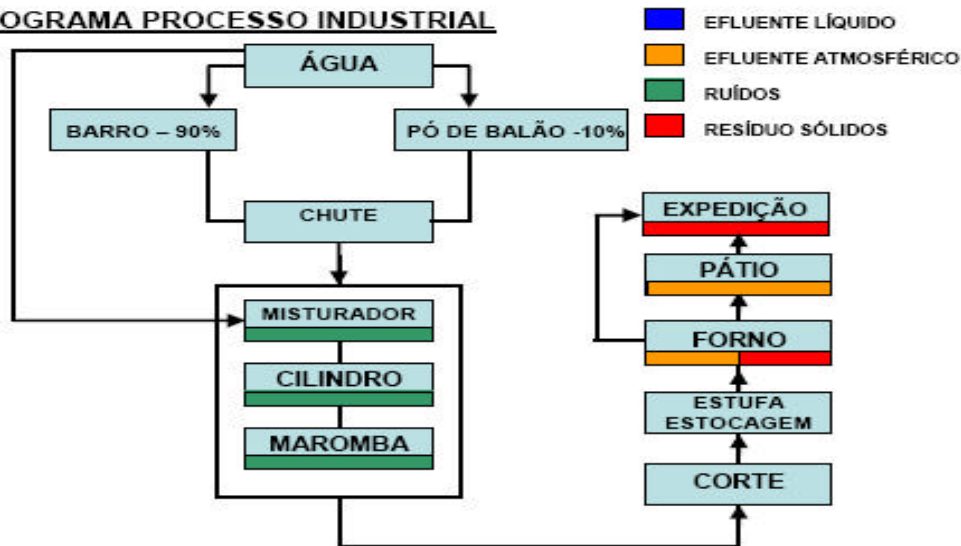 OGRAMA PROCESSO INDUSTRIAL
EFLUENTE LÍQUIDO
EFLUENTE ATMOSFÉRICO
RUÍDOS
RESÍDUO SÓLIDOS
ÁGUA
BARRO – 90%
PÓ DE BALÃO -10%
CHUTE
MISTURADOR
CILINDRO
MAROMBA
EXPEDIÇÃO
PÁTIO
FORNO
ESTUFA
ESTOCAGEM
CORTE